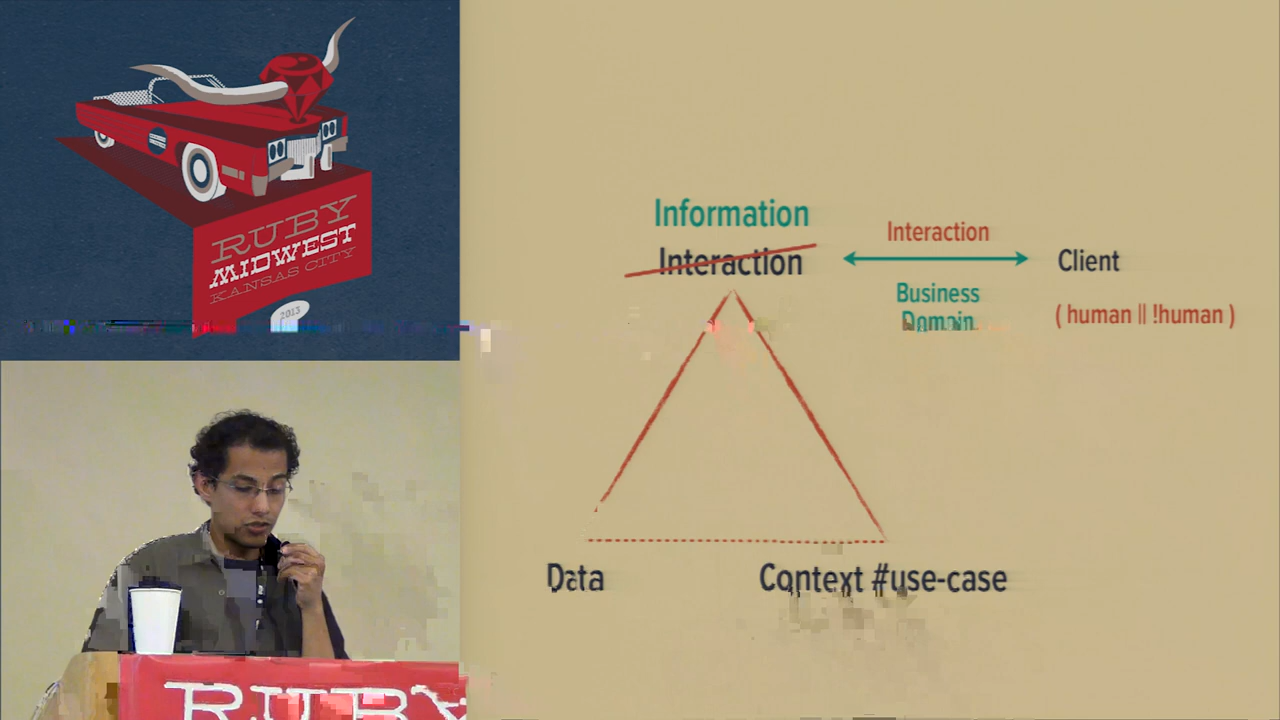 RUBY
MIDWEST
KANSAS CITY
2013
Information
Interaction
Interaction
Client
Business
Domain
( human || !human )
Data
Context #use-case
RUBY